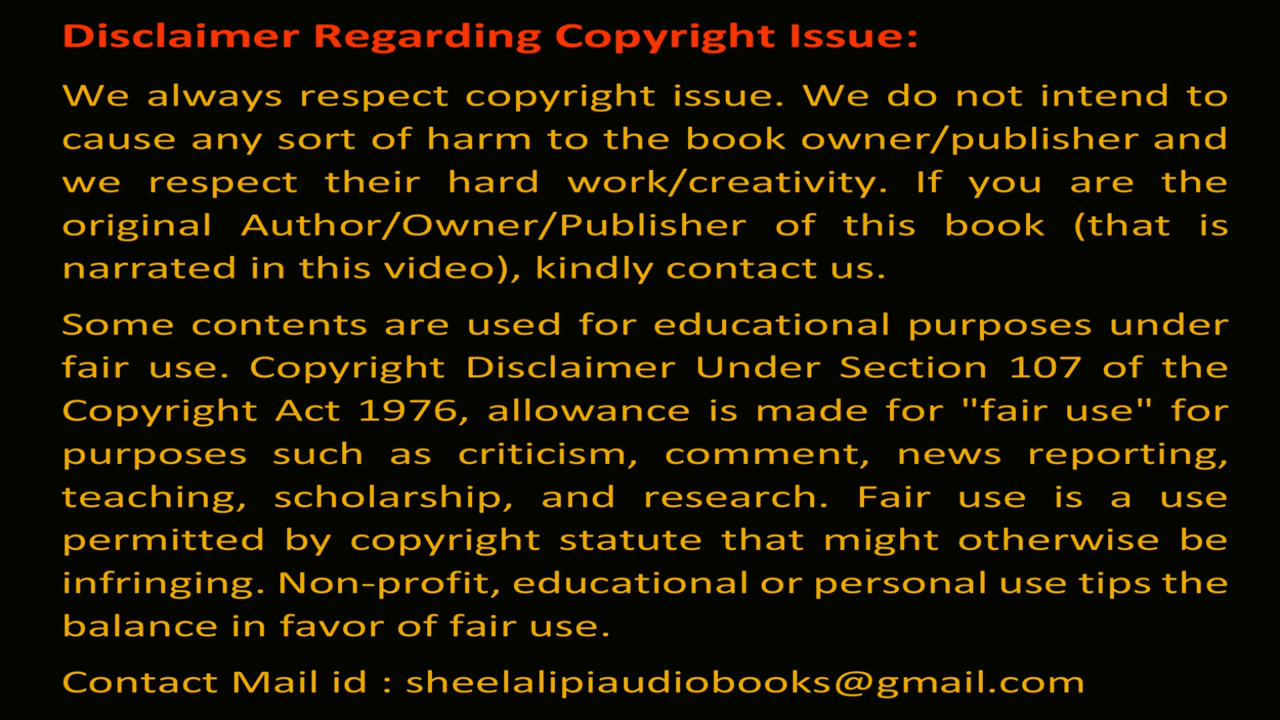 Disclaimer Regarding Copyright Issue:
We always respect copyright issue. We do not intend to
cause any sort of harm to the book owner/publisher and
we respect their hard work/creativity. If you are the
original Author/Owner/Publisher of this book (that is
narrated in this video), kindly contact us.
Some contents are used for educational purposes under
fair use. Copyright Disclaimer Under Section 107 of the
Copyright Act 1976, allowance is made for "fair use" for
purposes such as criticism, comment, news reporting,
teaching, scholarship, and research. Fair use is a use
permitted by copyright statute that might otherwise be
infringing. Non-profit, educational or personal use tips the
balance in favor of fair use.
Contact Mail id : sheelalipiaudiobooks@gmail.com